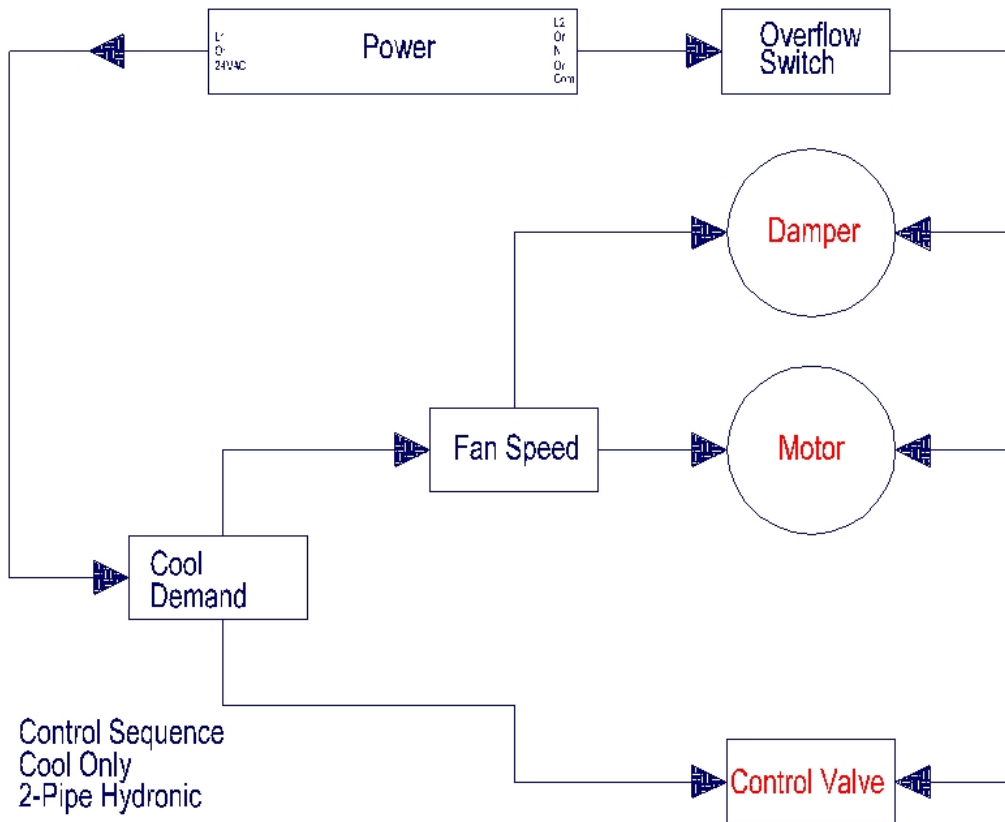 L1
Or
24VAC
Power
L2
Or
N
Or
Com
Overflow
Switch
Damper
Fan Speed
Motor
Cool
Demand
Control Sequence
Cool Only
2-Pipe Hydronic
Control Valve